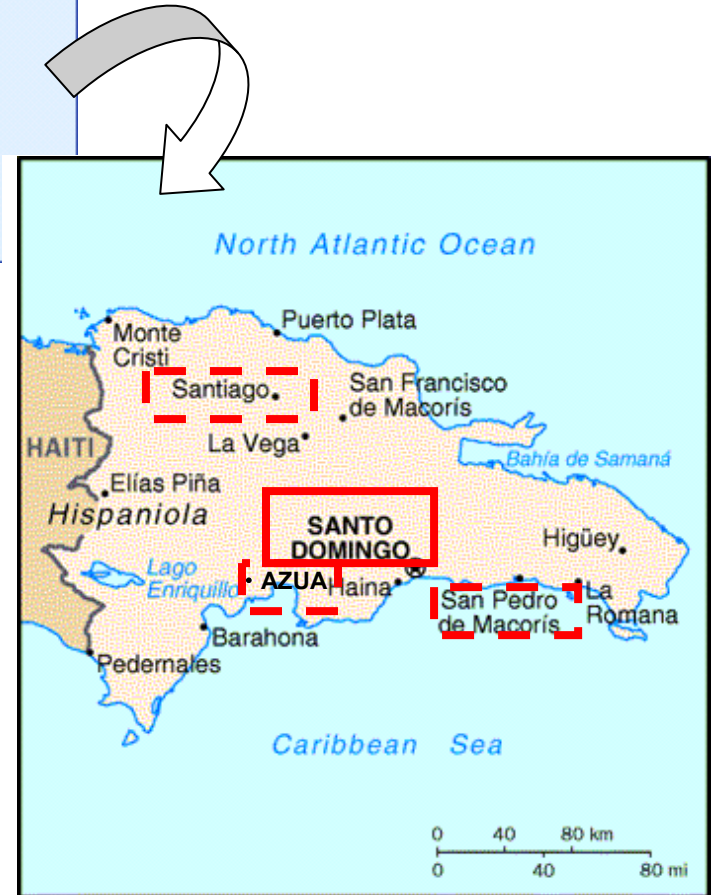 North Atlantic Ocean
Puerto Plata
Monte
Cristi
Santiago
San Francisco
de Macorís
La Vega
HAITI
Bahía de Samaná
Elías Piña
Hispaniola
SANTO
DOMINGO
Higüey
Lago
Enriquillo
AZUA
Haina
San Pedro
de Macorís
La
Romana
Barahona
Pedernales
Caribbean Sea
0 40 80 km
0 40 80 mi